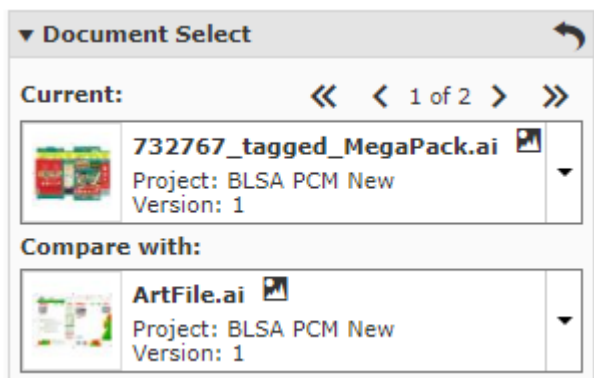 Document Select
Current:
1 of 2
732767_tagged_MegaPack.ai
Project: BLSA PCM New
Version: 1
Compare with:
ArtFile.ai
Project: BLSA PCM New
Version: 1